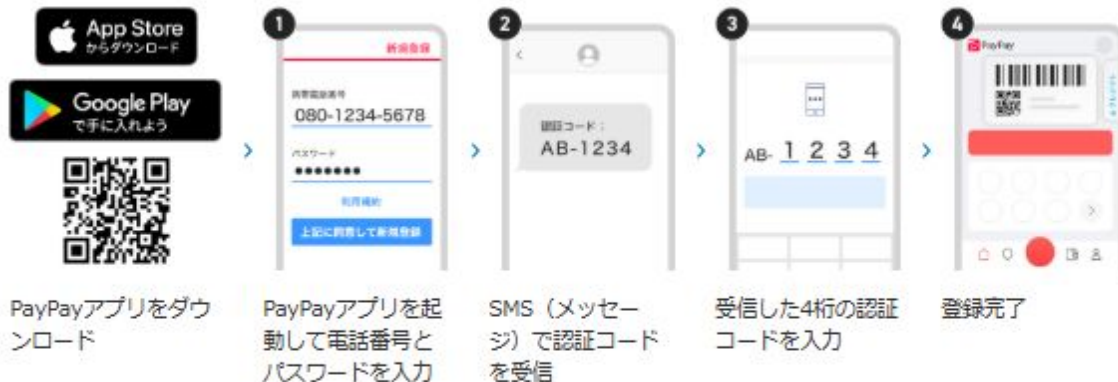 App Store
からダウンロード
Google Play
で手に入れよう
PayPayアプリをダウ
ンロード
1
新規登録
携帯電話番号
080-1234-5678
パスワード
利用規約
上記に同意して新規登録
PayPayアプリを起
動して電話番号と
パスワードを入力
2
認証コード：
AB-1234
SMS（メッセー
ジ）で認証コード
を受信
3
AB- 1 2 3 4
受信した4桁の認証
コードを入力
4
PayPay
登録完了